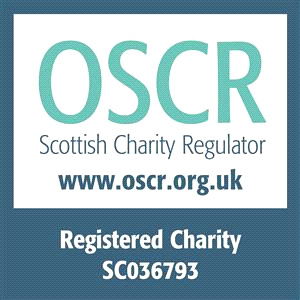 OSCR
Scottish Charity Regulator
www.oscr.org.uk
Registered Charity
SC036793